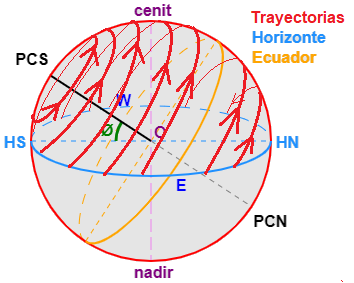 cenit
Trayectorias
Horizonte
Ecuador
PCS
W
Ø
O
HS
HN
E
PCN
nadir